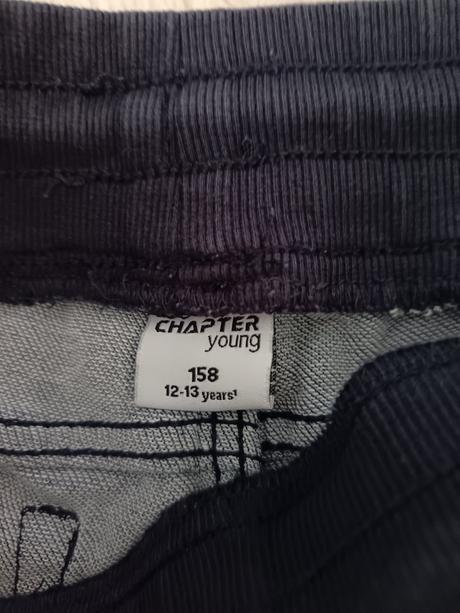 CHAPTER
young
158
12-13 years¹